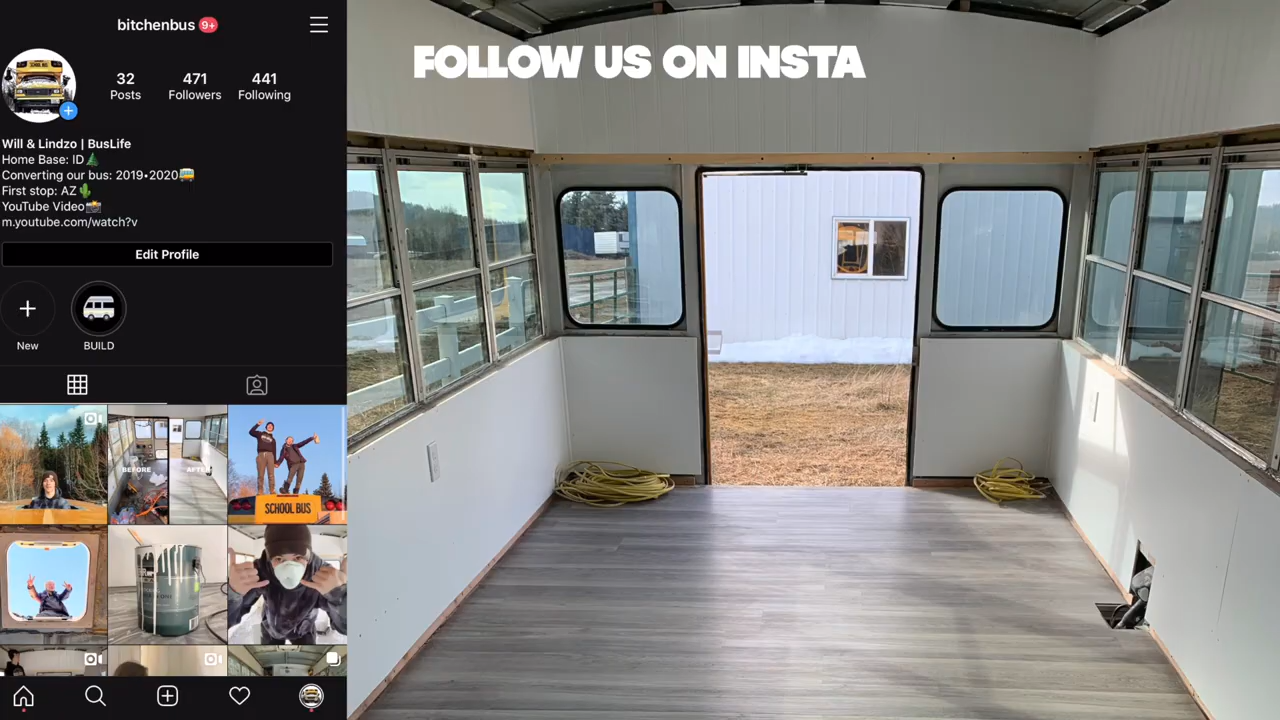 bitchenbus 9+
FOLLOW US ON INSTA
32 471 441
Posts Followers Following
Will & Lindzo | BusLife
Home Base: ID🌲
Converting our bus: 2019•2020🚌
First stop: AZ🌵
YouTube Video📸
m.youtube.com/watch?v
Edit Profile
New BUILD
BEFORE AFTER
SCHOOL BUS